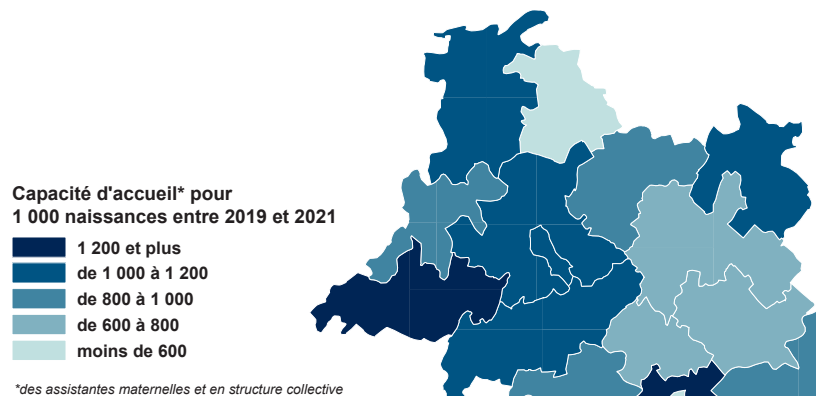 Capacité d'accueil* pour
1 000 naissances entre 2019 et 2021
1 200 et plus
de 1 000 à 1 200
de 800 à 1 000
de 600 à 800
moins de 600
*des assistantes maternelles et en structure collective